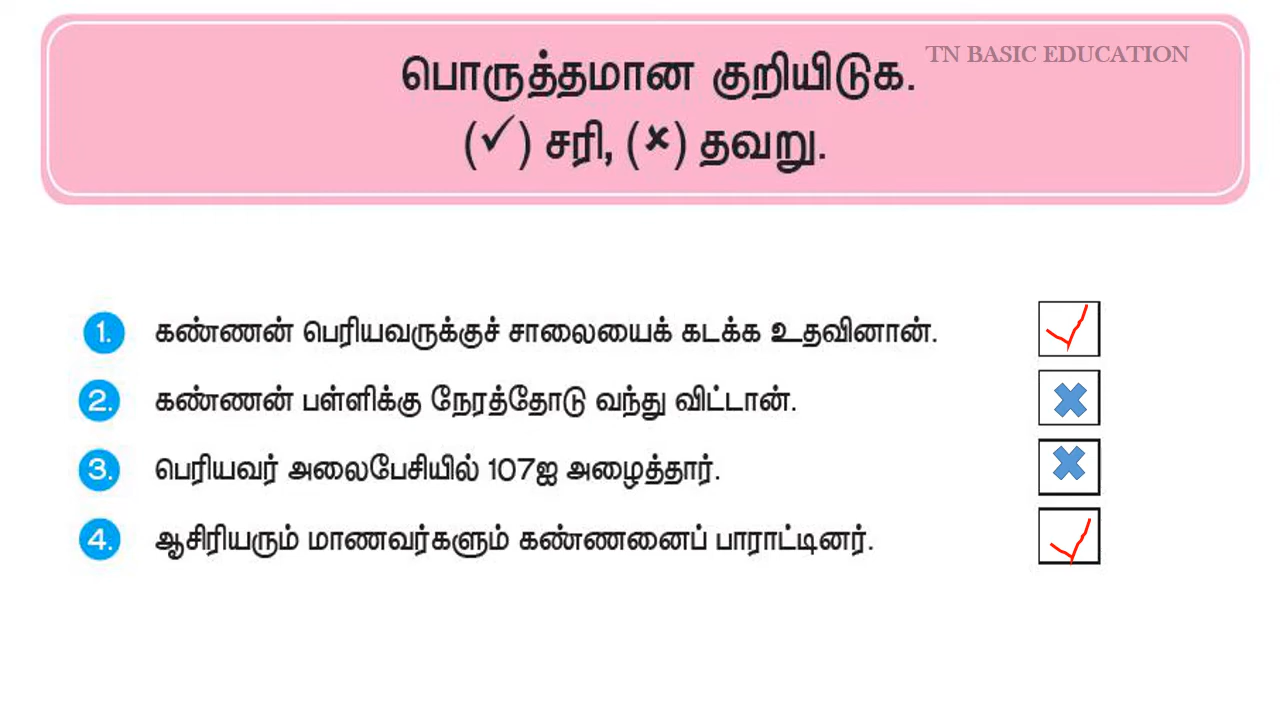 TN BASIC EDUCATION
பொருத்தமான குறியிடுக.
(✓) சரி, (✗) தவறு.
1. கண்ணன் பெரியவருக்குச் சாலையைக் கடக்க உதவினான். ✓
2. கண்ணன் பள்ளிக்கு நேரத்தோடு வந்து விட்டான். ✗
3. பெரியவர் அலைபேசியில் 107ஐ அழைத்தார். ✗
4. ஆசிரியரும் மாணவர்களும் கண்ணனைப் பாராட்டினர். ✓